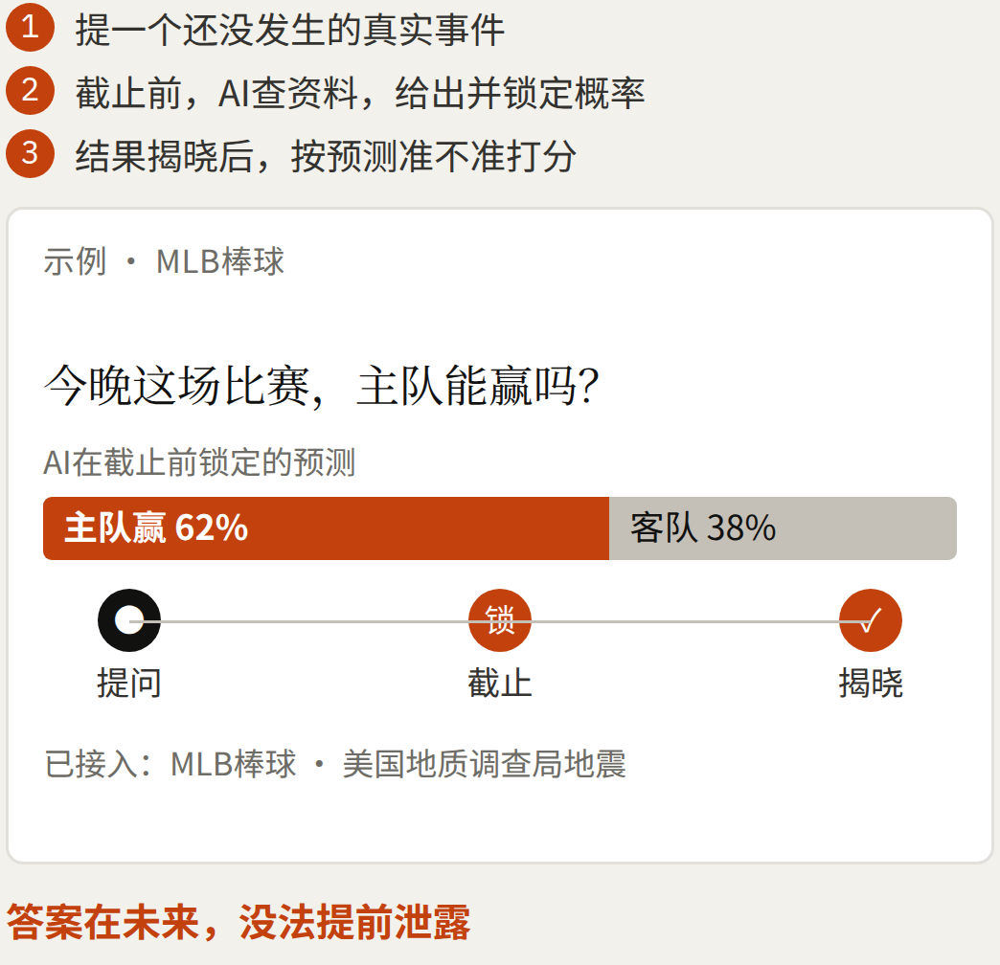 1 提一个还没发生的真实事件
2 截止前，AI查资料，给出并锁定概率
3 结果揭晓后，按预测准不准打分
示例 · MLB棒球
今晚这场比赛，主队能赢吗？
AI在截止前锁定的预测
主队赢 62% 客队 38%
锁 ✓
提问 截止 揭晓
已接入：MLB棒球 · 美国地质调查局地震
答案在未来，没法提前泄露